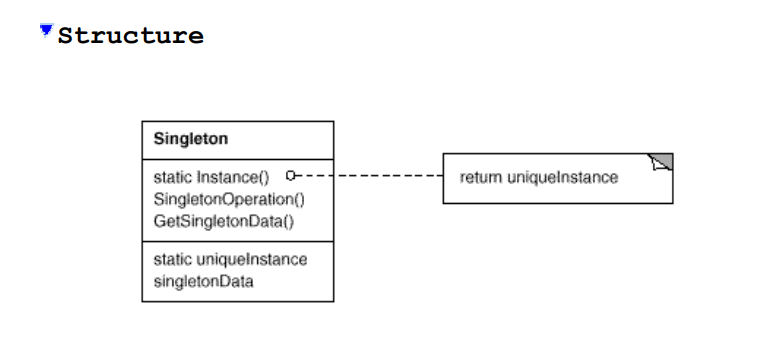 Structure
Singleton
static Instance()
SingletonOperation()
GetSingletonData()
static uniqueInstance
singletonData
return uniqueInstance